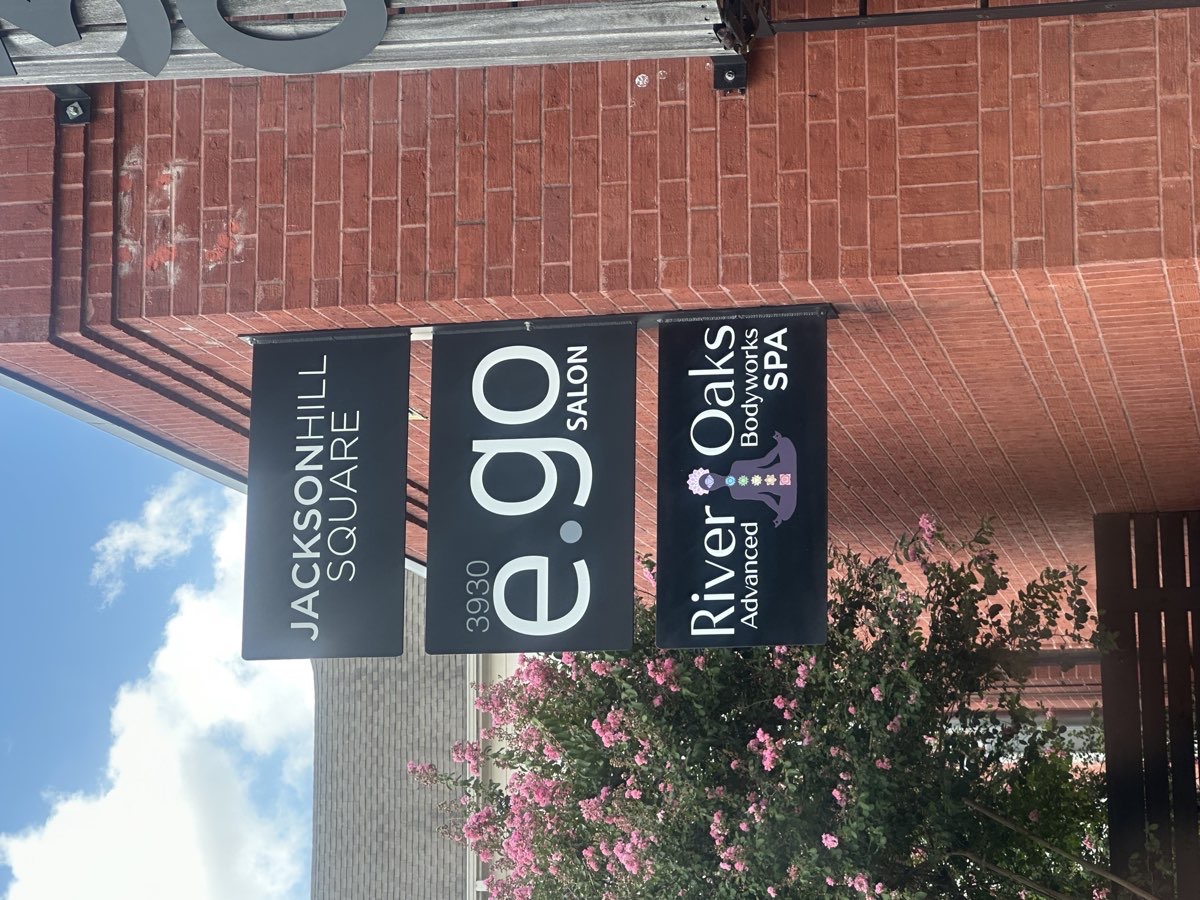 JACKSONHILL
SQUARE
3930
e.go
SALON
River Oaks
Advanced Bodyworks
SPA